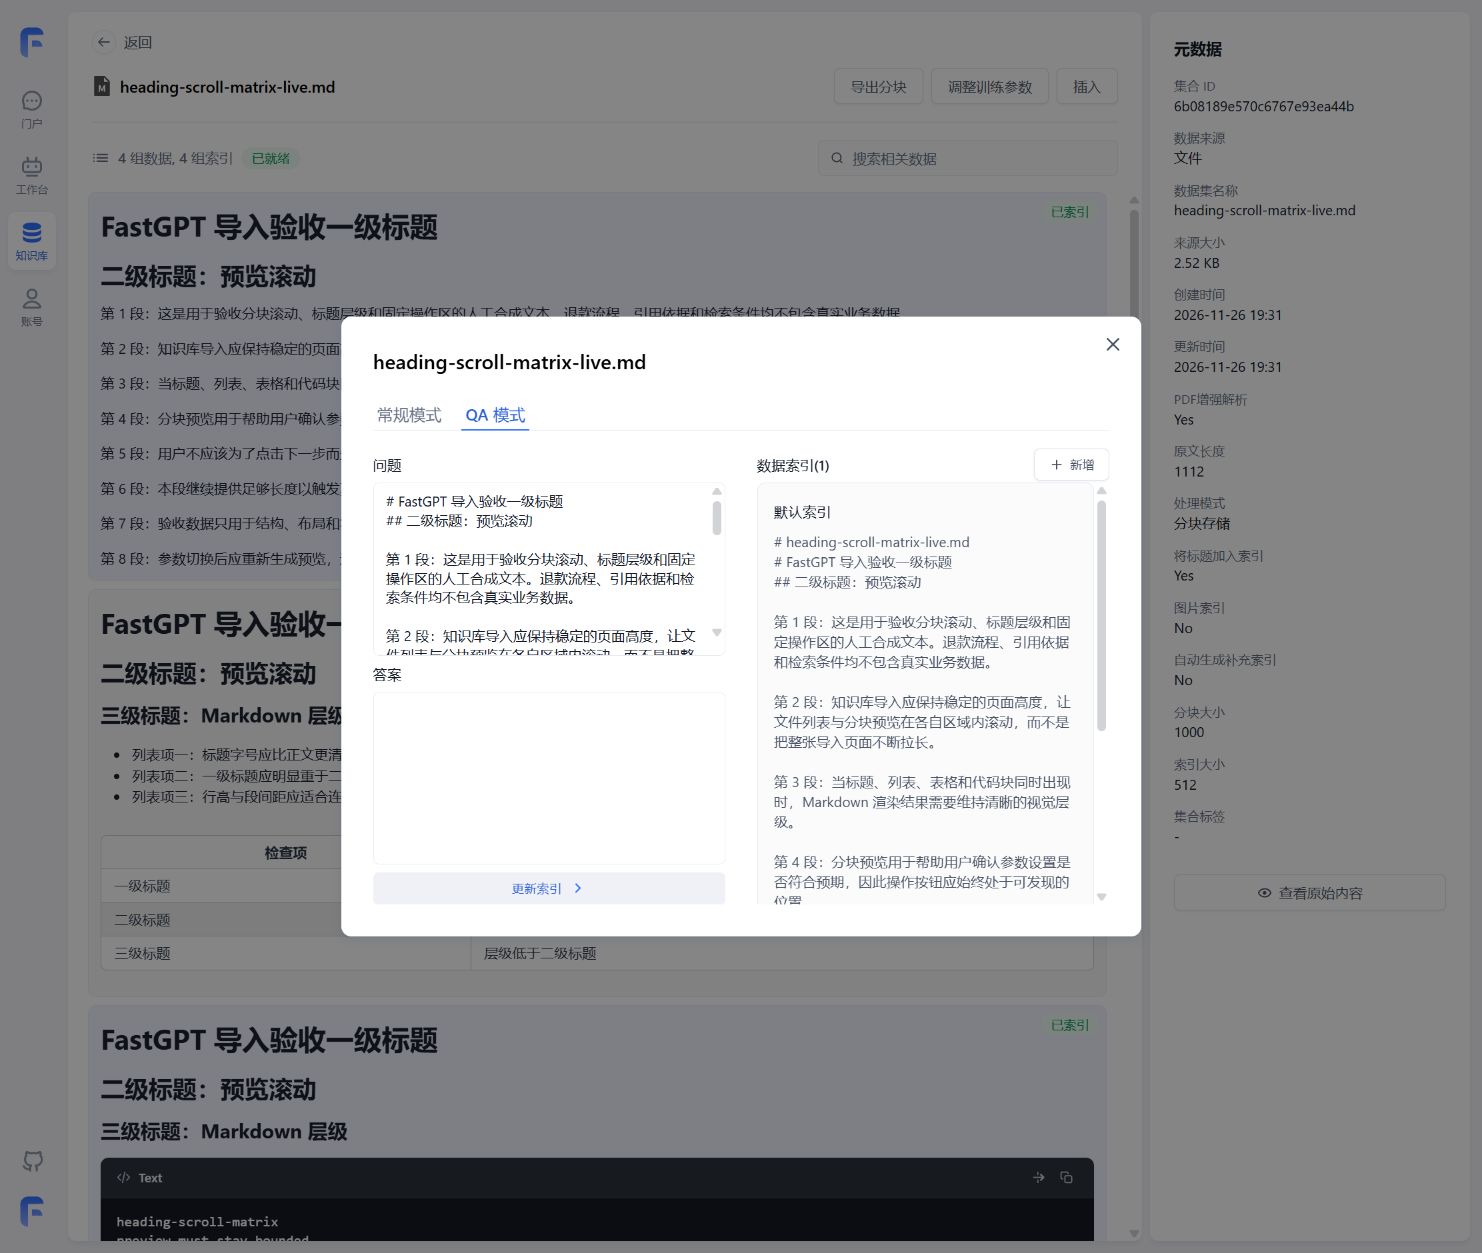 返回
heading-scroll-matrix-live.md
导出分块
调整训练参数
插入
门户
工作台
知识库
账号
4 组数据, 4 组索引
已就绪
搜索相关数据
FastGPT 导入验收一级标题
已索引
二级标题：预览滚动
第 1 段：这是用于验收分块滚动、标题层级和固定操作区的人工合成文本。退款流程、引用依据和检索条件均不包含真实业务数据
第 2 段：知识库导入应保持稳定的页面
第 3 段：当标题、列表、表格和代码块
第 4 段：分块预览用于帮助用户确认参
第 5 段：用户不应该为了点击下一步而
第 6 段：本段继续提供足够长度以触发
第 7 段：验收数据只用于结构、布局和
第 8 段：参数切换后应重新生成预览，
FastGPT 导入验收一
二级标题：预览滚动
三级标题：Markdown 层级
列表项一：标题字号应比正文更清
列表项二：一级标题应明显重于二
列表项三：行高与段间距应适合连
检查项
一级标题
二级标题
三级标题
层级低于二级标题
FastGPT 导入验收一级标题
已索引
二级标题：预览滚动
三级标题：Markdown 层级
Text
heading-scroll-matrix
preview must stay bounded
heading-scroll-matrix-live.md
常规模式
QA 模式
问题
# FastGPT 导入验收一级标题
## 二级标题：预览滚动
第 1 段：这是用于验收分块滚动、标题层级和固定
操作区的人工合成文本。退款流程、引用依据和检
索条件均不包含真实业务数据。
第 2 段：知识库导入应保持稳定的页面高度，让文
件列表与分块预览在各自区域内滚动，而不是把整
答案
更新索引
数据索引(1)
新增
默认索引
# heading-scroll-matrix-live.md
# FastGPT 导入验收一级标题
## 二级标题：预览滚动
第 1 段：这是用于验收分块滚动、标题层级和固
定操作区的人工合成文本。退款流程、引用依据
和检索条件均不包含真实业务数据。
第 2 段：知识库导入应保持稳定的页面高度，让
文件列表与分块预览在各自区域内滚动，而不是
把整张导入页面不断拉长。
第 3 段：当标题、列表、表格和代码块同时出现
时，Markdown 渲染结果需要维持清晰的视觉层
级。
第 4 段：分块预览用于帮助用户确认参数设置是
否符合预期，因此操作按钮应始终处于可发现的
位置
元数据
集合 ID
6b08189e570c6767e93ea44b
数据来源
文件
数据集名称
heading-scroll-matrix-live.md
来源大小
2.52 KB
创建时间
2026-11-26 19:31
更新时间
2026-11-26 19:31
PDF增强解析
Yes
原文长度
1112
处理模式
分块存储
将标题加入索引
Yes
图片索引
No
自动生成补充索引
No
分块大小
1000
索引大小
512
集合标签
-
查看原始内容